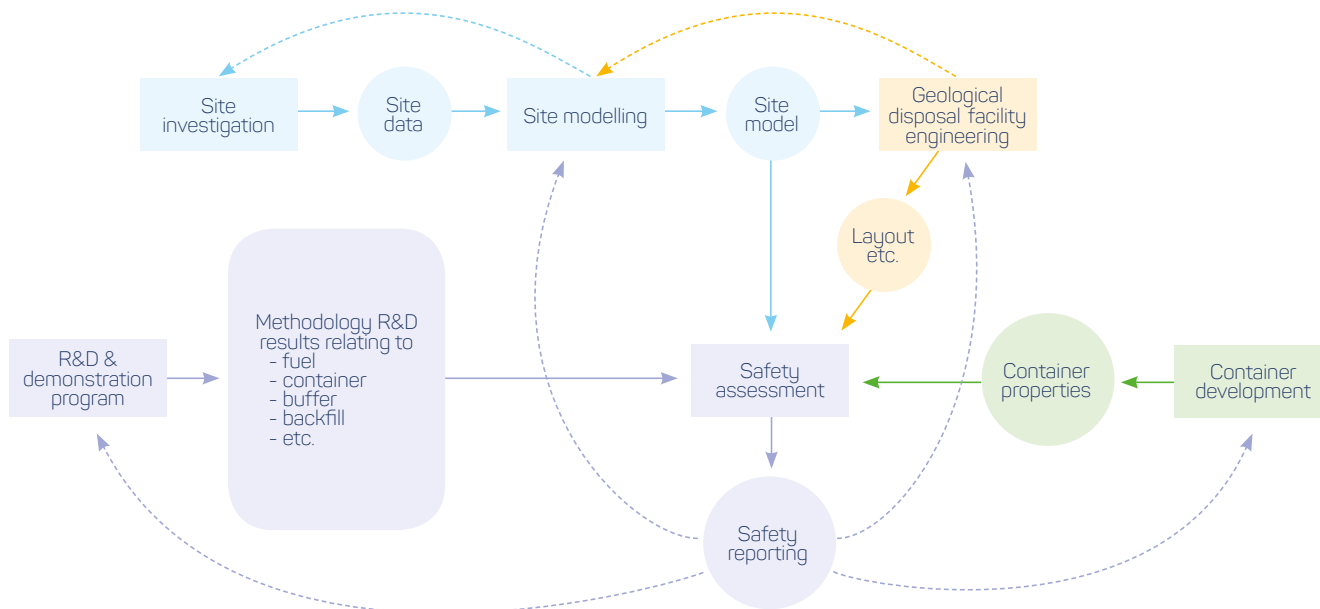 Site
investigation
Site
data
Site modelling
Site
model
Geological
disposal facility
engineering
Layout
etc.
Methodology R&D
results relating to
- fuel
- container
- buffer
- backfill
- etc.
R&D &
demonstration
program
Safety
assessment
Container
properties
Container
development
Safety
reporting